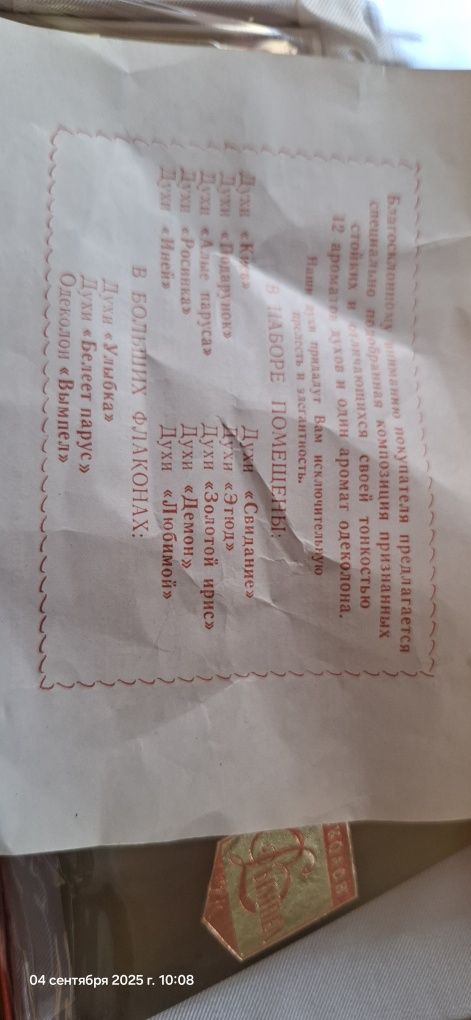 Благосклонному вниманию покупателя предлагается
специально подобранная композиция признанных
стойких и отличающихся своей тонкостью
12 ароматов духов и один аромат одеколона.
Наши духи придадут Вам исключительную
прелесть и элегантность.
В НАБОРЕ ПОМЕЩЕНЫ:
Духи Духи «Свидание»
Духи «Подарунок» Духи «Этюд»
Духи «Алые паруса» Духи «Золотой ирис»
Духи «Росинка» Духи «Демон»
Духи «Иней» Духи «Любимой»
В БОЛЬШИХ ФЛАКОНАХ:
Духи «Улыбка»
Духи «Белеет парус»
Одеколон «Вымпел»
04 сентября 2025 г. 10:08